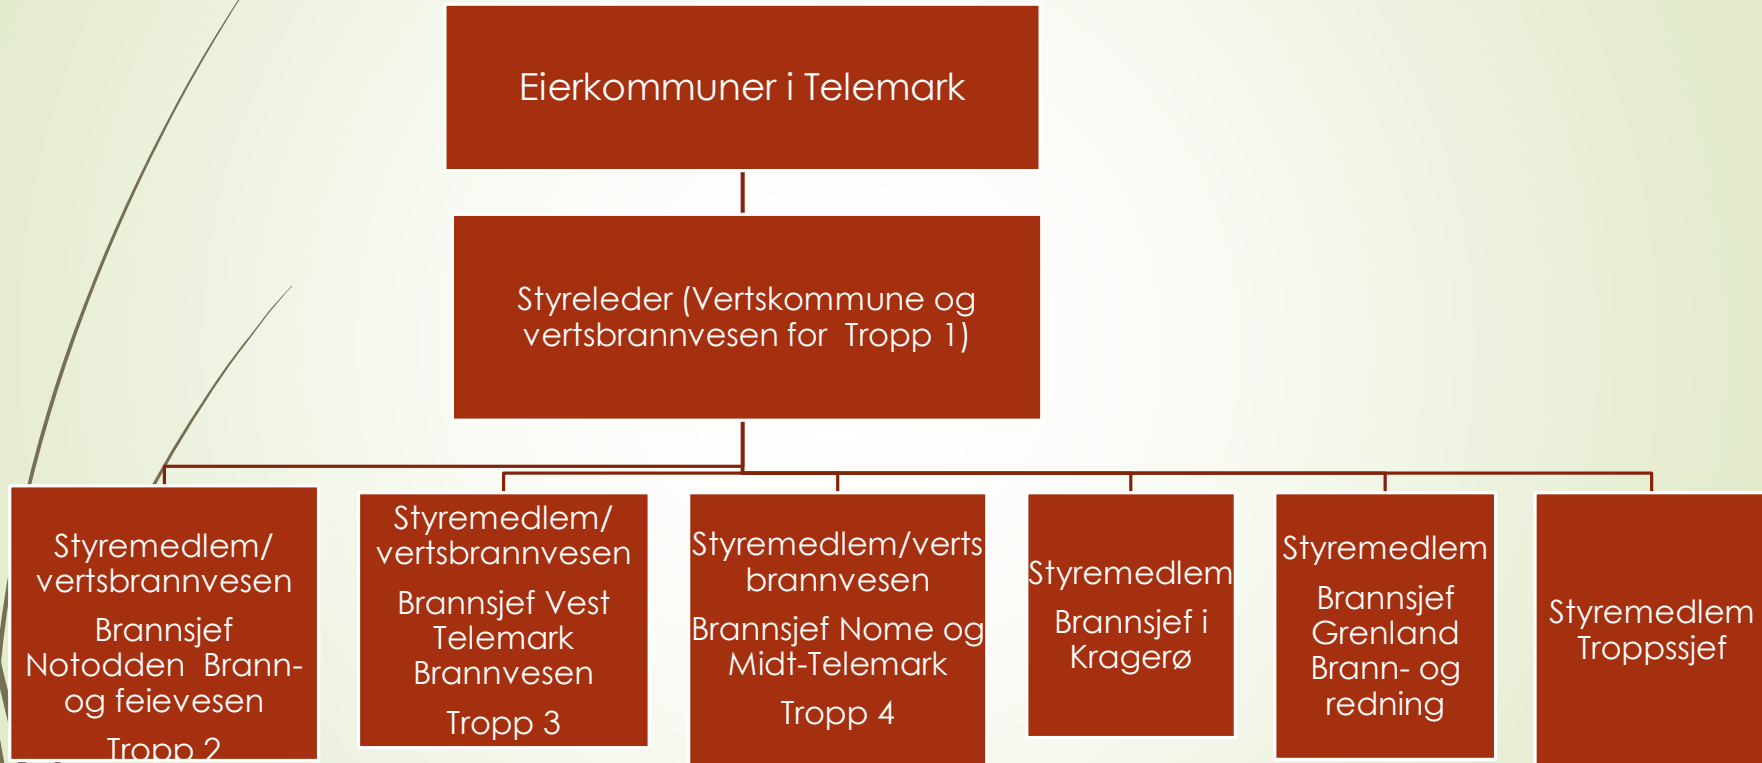 Eierkommuner i Telemark
Styreleder (Vertskommune og
vertsbrannvesen for Tropp 1)
Styremedlem/
vertsbrannvesen
Brannsjef
Notodden Brann-
og feievesen
Tropp 2
Styremedlem/
vertsbrannvesen
Brannsjef Vest
Telemark
Brannvesen
Tropp 3
Styremedlem/verts
brannvesen
Brannsjef Nome og
Midt-Telemark
Tropp 4
Styremedlem
Brannsjef i
Kragerø
Styremedlem
Brannsjef
Grenland
Brann- og
redning
Styremedlem
Troppssjef